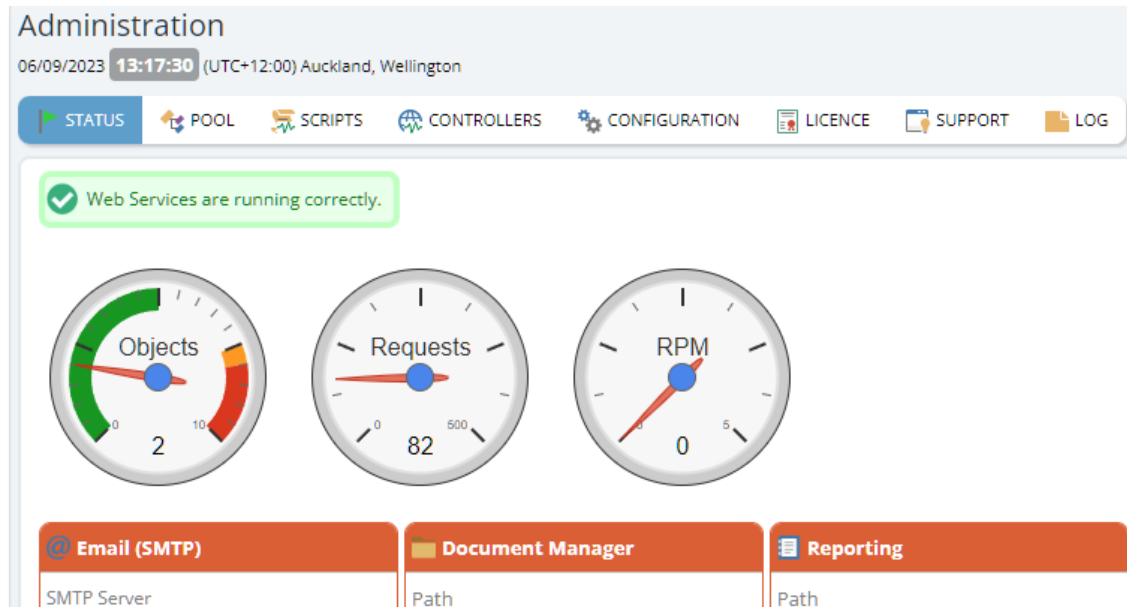 Administration
06/09/2023 13:17:30 (UTC+12:00) Auckland, Wellington
STATUS POOL SCRIPTS CONTROLLERS CONFIGURATION LICENCE SUPPORT LOG
Web Services are running correctly.
Objects Requests RPM
0 10 0 500 0 5
2 82 0
@ Email (SMTP) Document Manager Reporting
SMTP Server Path Path